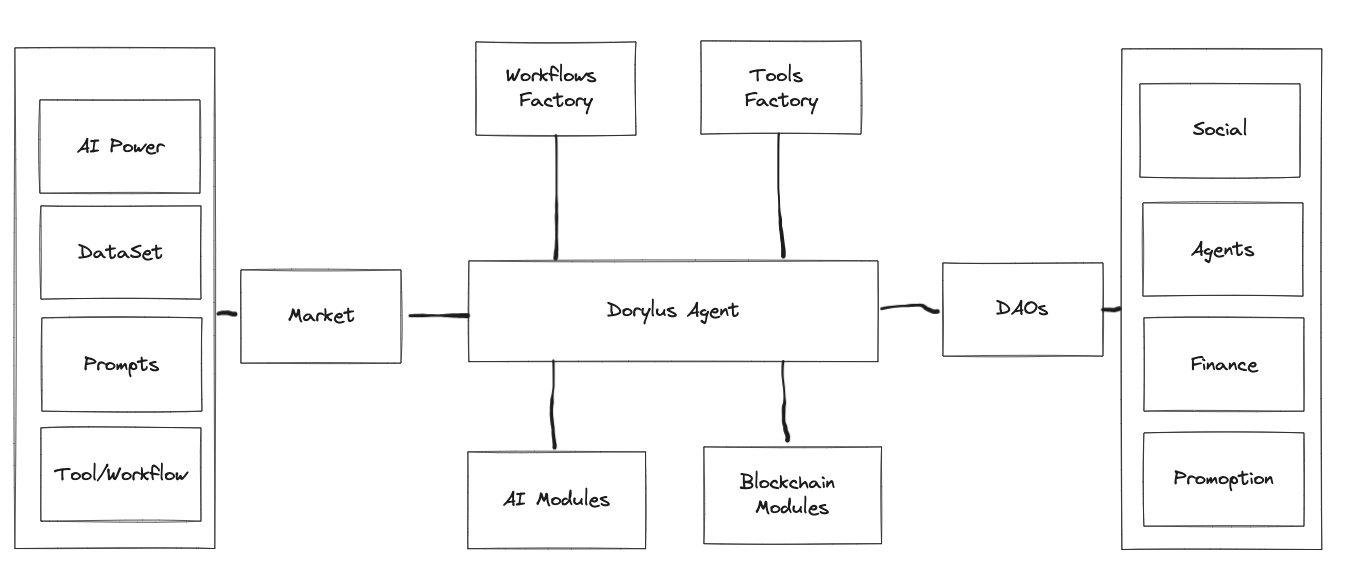 AI Power
DataSet
Prompts
Tool/Workflow
Market
Workflows
Factory
Tools
Factory
Dorylus Agent
AI Modules
Blockchain
Modules
DAOs
Social
Agents
Finance
Promoption